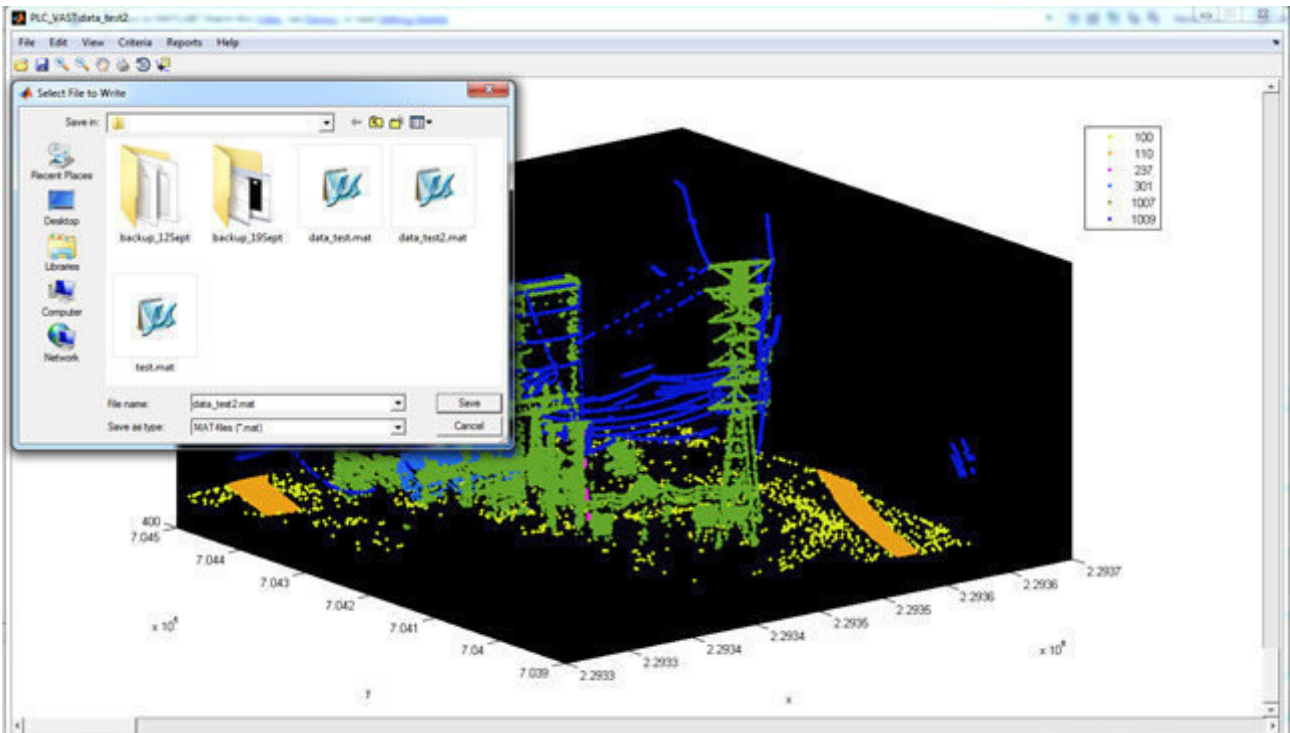 PLC_VAST|data_test2
File Edit View Criteria Reports Help
Select File to Write
Save in:
Recent Places
Desktop
Libraries
Computer
Network
backup_12Sept
backup_19Sept
data_test.mat
data_test2.mat
test.mat
File name: data_test2.mat Save
Save as type: MAT-files (*.mat) Cancel
100
110
237
301
1007
1009
400
7.045
7.044
7.043
7.042
7.041
7.04
7.039
y
2.2933
2.2933
2.2934
2.2934
2.2935
2.2935
2.2936
2.2936
2.2937
x